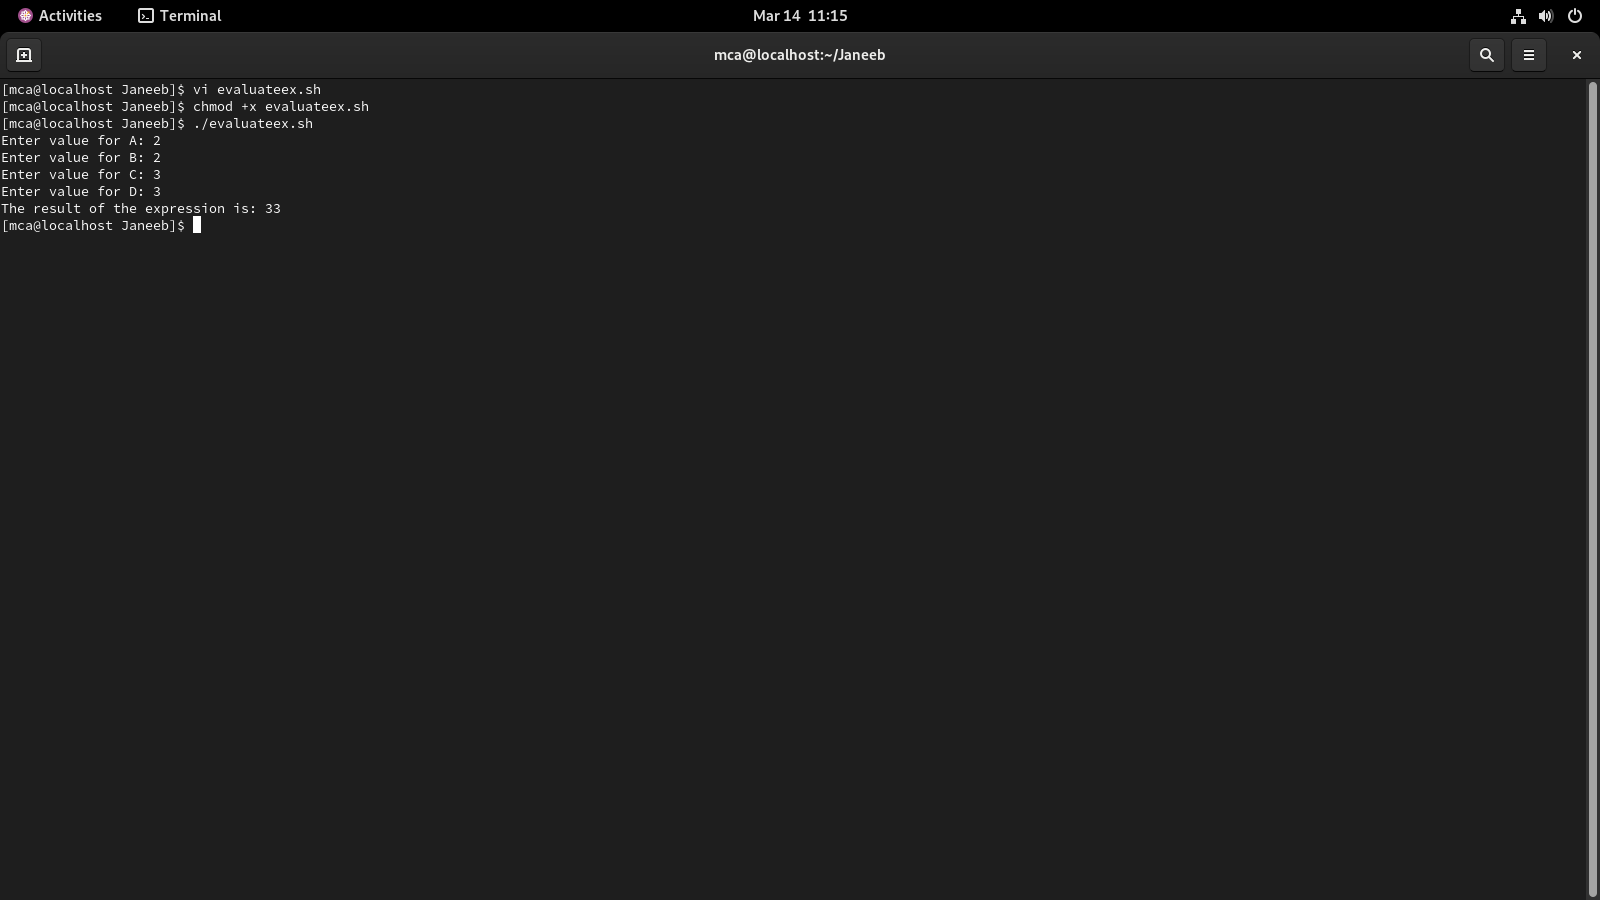 Activities Terminal Mar 14 11:15
mca@localhost:~/Janeeb
[mca@localhost Janeeb]$ vi evaluateex.sh
[mca@localhost Janeeb]$ chmod +x evaluateex.sh
[mca@localhost Janeeb]$ ./evaluateex.sh
Enter value for A: 2
Enter value for B: 2
Enter value for C: 3
Enter value for D: 3
The result of the expression is: 33
[mca@localhost Janeeb]$